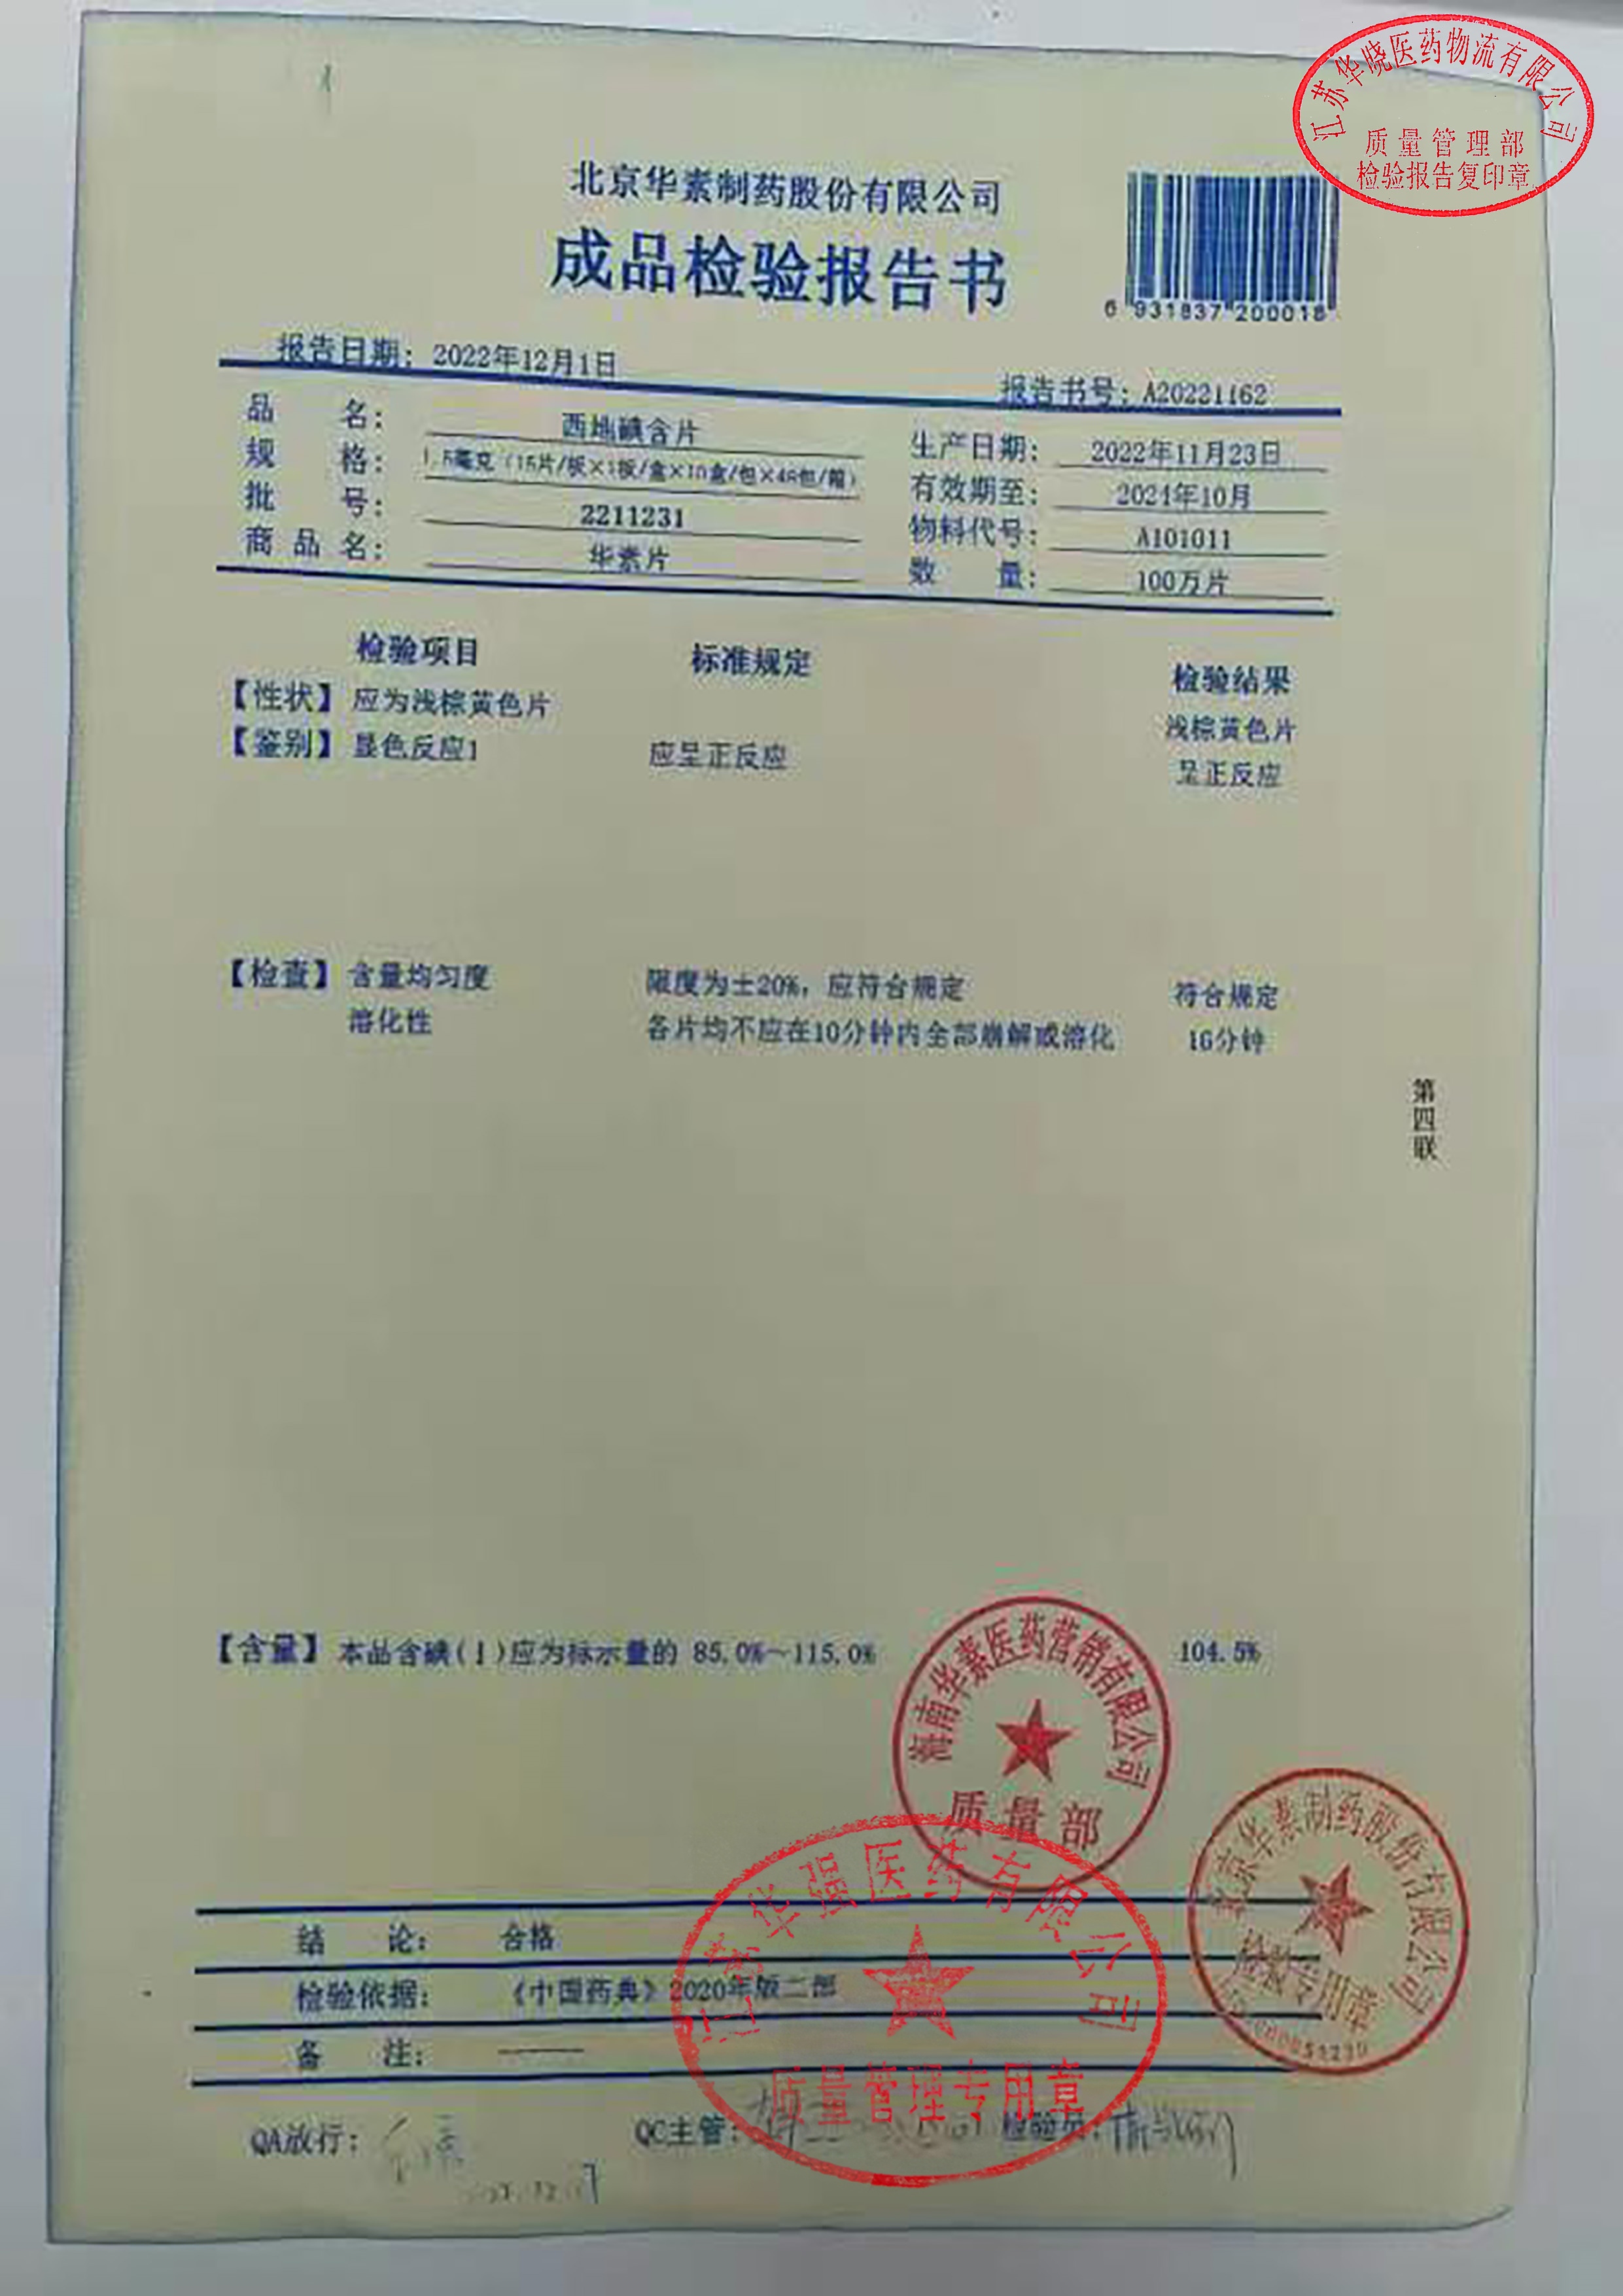 江苏华晓医药物流有限公司
质量管理部
检验报告复印章
北京华素制药股份有限公司
成品检验报告书
6 931837 200018
报告日期: 2022年12月1日
报告书号: A20221162
品 名: 西地碘含片
生产日期: 2022年11月23日
规 格: 1.5毫克(15片/板×1板/盒×10盒/包×48包/箱)
有效期至: 2024年10月
批 号: 2211231
物料代号: A101011
商品名: 华素片
数 量: 100万片
检验项目 标准规定 检验结果
【性状】 应为浅棕黄色片 浅棕黄色片
【鉴别】 显色反应1 应呈正反应 呈正反应
【检查】 含量均匀度 限度为±20%, 应符合规定 符合规定
溶化性 各片均不应在10分钟内全部崩解或溶化 16分钟
第四联
【含量】 本品含碘(I)应为标示量的 85.0%~115.0% 104.5%
海南华素医药营销有限公司
质量部
北京华素制药股份有限公司
检验专用章
江苏华强医药有限公司
质量管理专用章
结 论: 合格
检验依据: 《中国药典》2020年版二部
备 注: ——
QA放行: QC主管: 检验员: